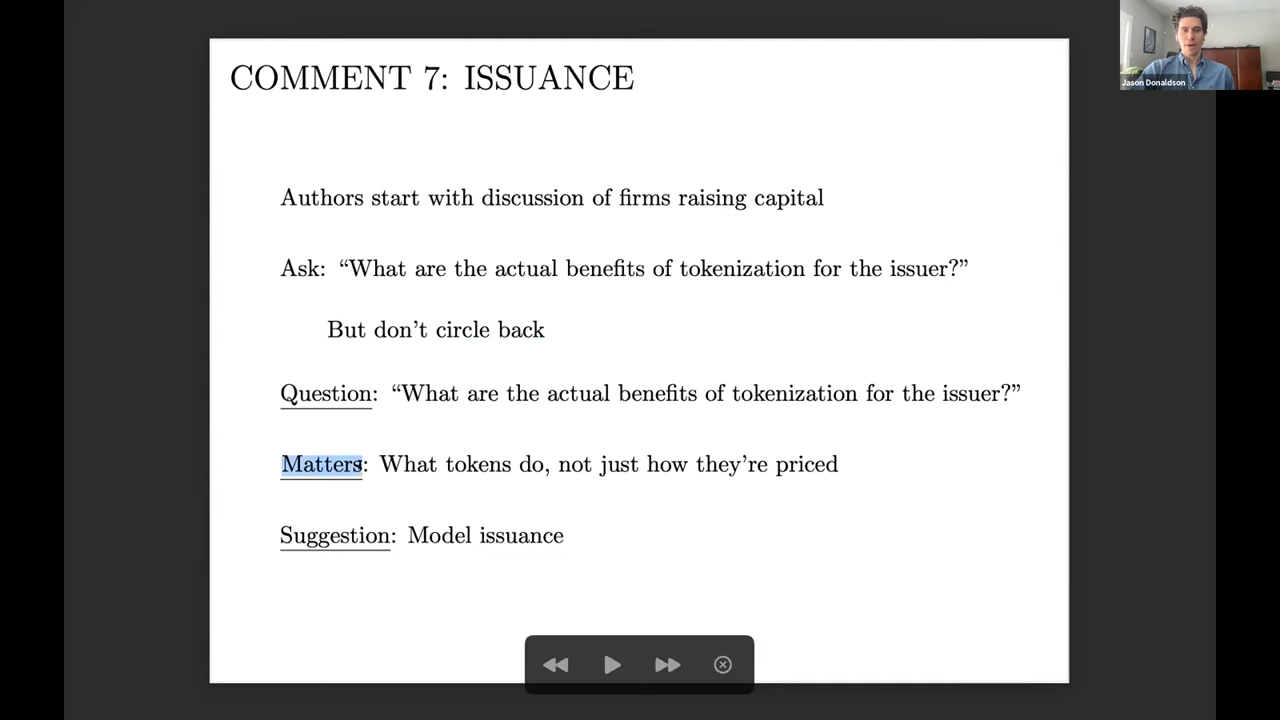 COMMENT 7: ISSUANCE
Jason Donaldson
Authors start with discussion of firms raising capital
Ask: “What are the actual benefits of tokenization for the issuer?”
But don’t circle back
Question: “What are the actual benefits of tokenization for the issuer?”
Matters: What tokens do, not just how they’re priced
Suggestion: Model issuance